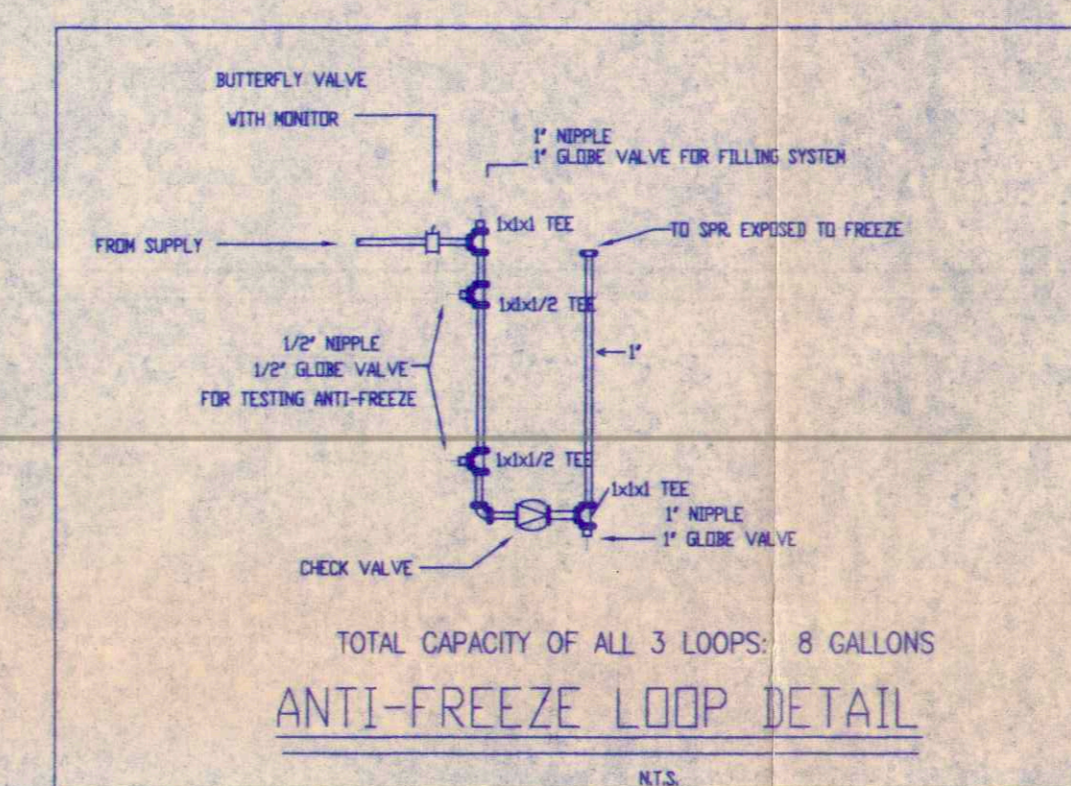 BUTTERFLY VALVE
WITH MONITOR
1" NIPPLE
1" GLOBE VALVE FOR FILLING SYSTEM
1x1x1 TEE
FROM SUPPLY
TO SPR. EXPOSED TO FREEZE
1x1x1/2 TEE
1/2" NIPPLE
1/2" GLOBE VALVE
FOR TESTING ANTI-FREEZE
1"
1x1x1/2 TEE
1x1x1 TEE
1" NIPPLE
1" GLOBE VALVE
CHECK VALVE
TOTAL CAPACITY OF ALL 3 LOOPS: 8 GALLONS
ANTI-FREEZE LOOP DETAIL
N.T.S.